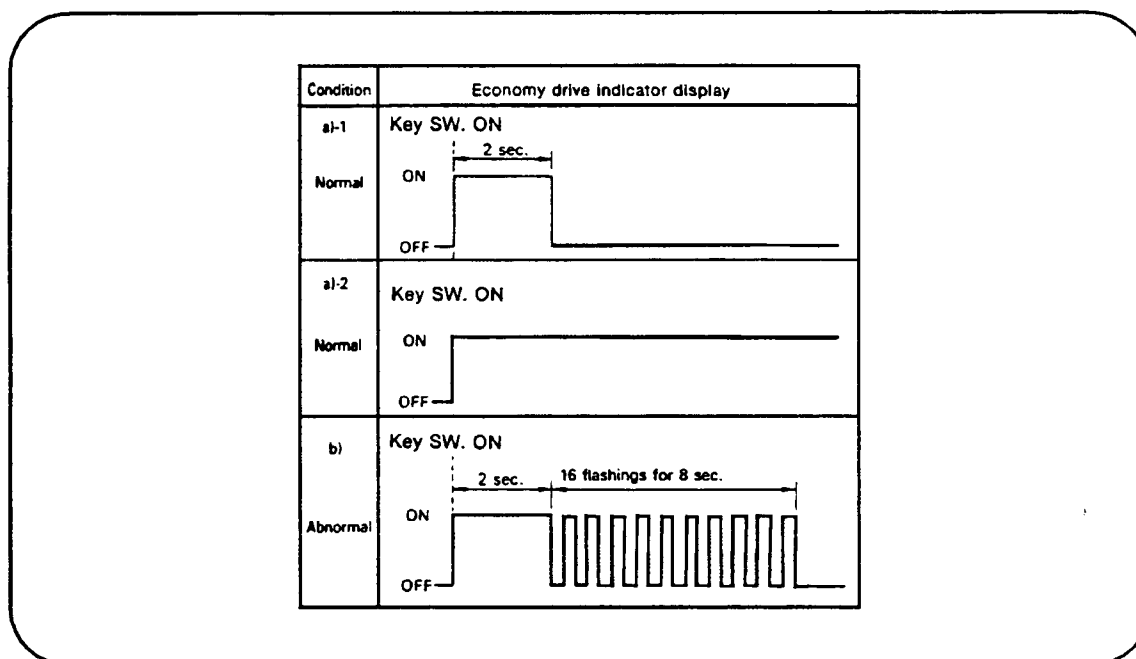 Condition Economy drive indicator display
a)-1 Key SW. ON
2 sec.
Normal ON
OFF
a)-2 Key SW. ON
Normal ON
OFF
b) Key SW. ON
2 sec. 16 flashings for 8 sec.
Abnormal ON
OFF